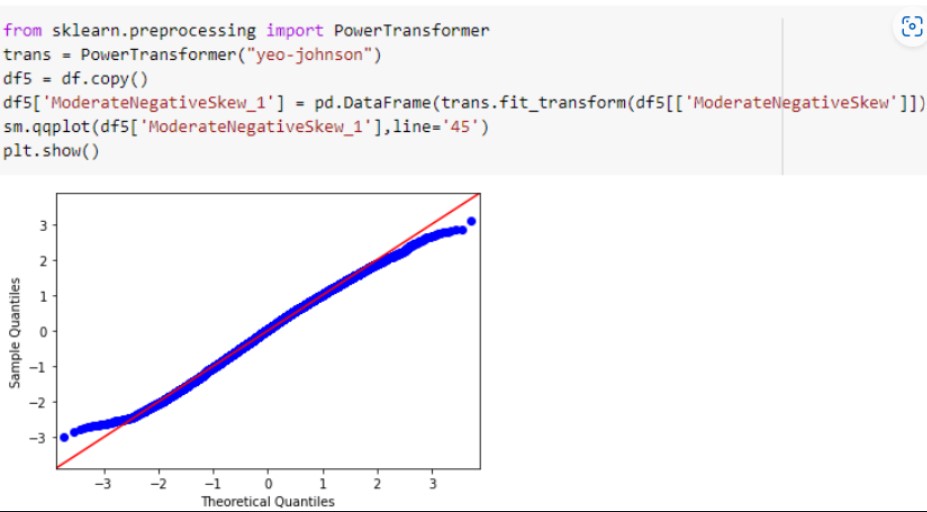 from sklearn.preprocessing import PowerTransformer
trans = PowerTransformer("yeo-johnson")
df5 = df.copy()
df5['ModerateNegativeSkew_1'] = pd.DataFrame(trans.fit_transform(df5[['ModerateNegativeSkew']])
sm.qqplot(df5['ModerateNegativeSkew_1'],line='45')
plt.show()
3
2
1
0
−1
−2
−3
Sample Quantiles
−3 −2 −1 0 1 2 3
Theoretical Quantiles